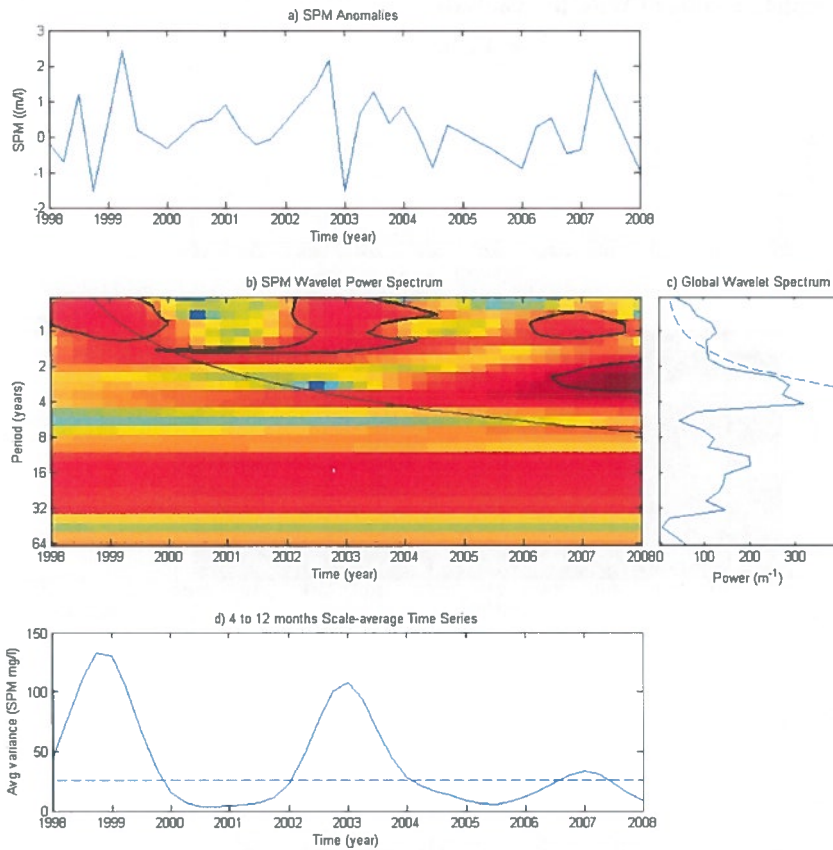 a) SPM Anomalies
SPM ((m/l)
3
2
1
0
-1
-2
1998 1999 2000 2001 2002 2003 2004 2005 2006 2007 2008
Time (year)
b) SPM Wavelet Power Spectrum
Period (years)
1
2
4
8
16
32
64
1998 1999 2000 2001 2002 2003 2004 2005 2006 2007 2008
Time (year)
c) Global Wavelet Spectrum
0 100 200 300
Power (m⁻¹)
d) 4 to 12 months Scale-average Time Series
Avg variance (SPM mg/l)
150
100
50
0
1998 1999 2000 2001 2002 2003 2004 2005 2006 2007 2008
Time (year)